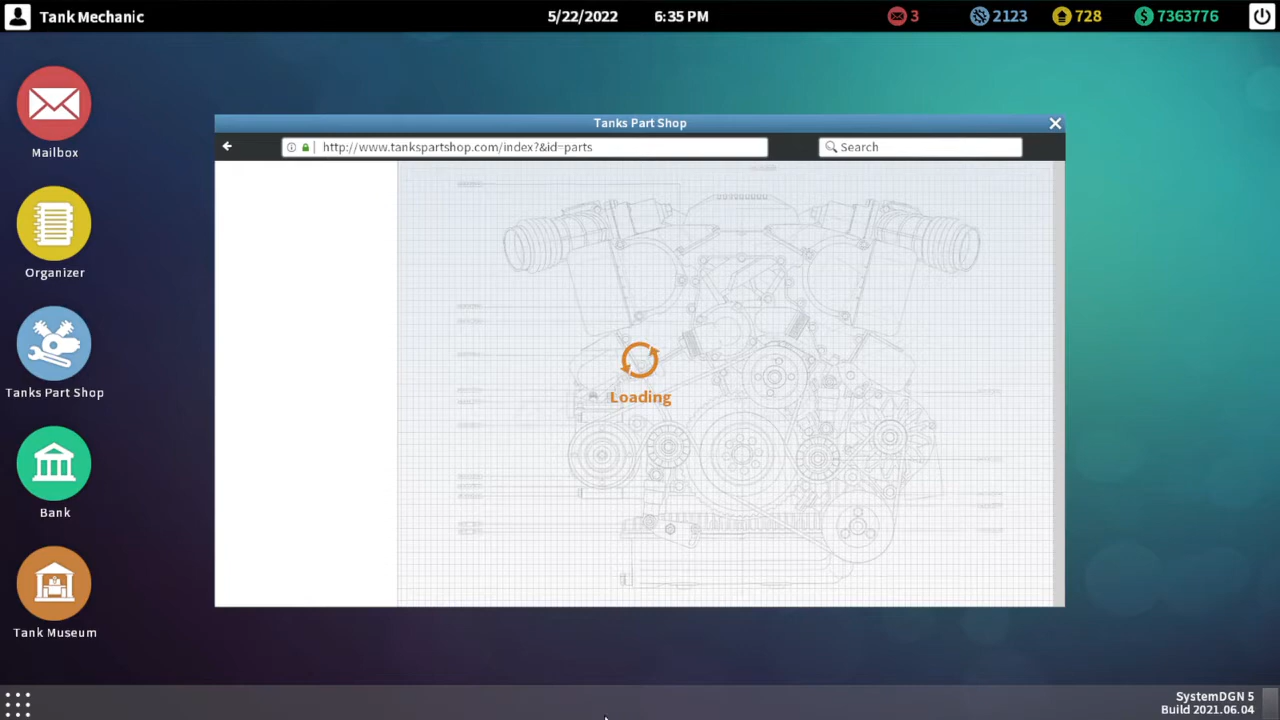 Tank Mechanic
5/22/2022
6:35 PM
3
2123
728
7363776
Mailbox
Organizer
Tanks Part Shop
Bank
Tank Museum
Tanks Part Shop
http://www.tankspartshop.com/index?&id=parts
Search
Loading
SystemDGN 5
Build 2021.06.04